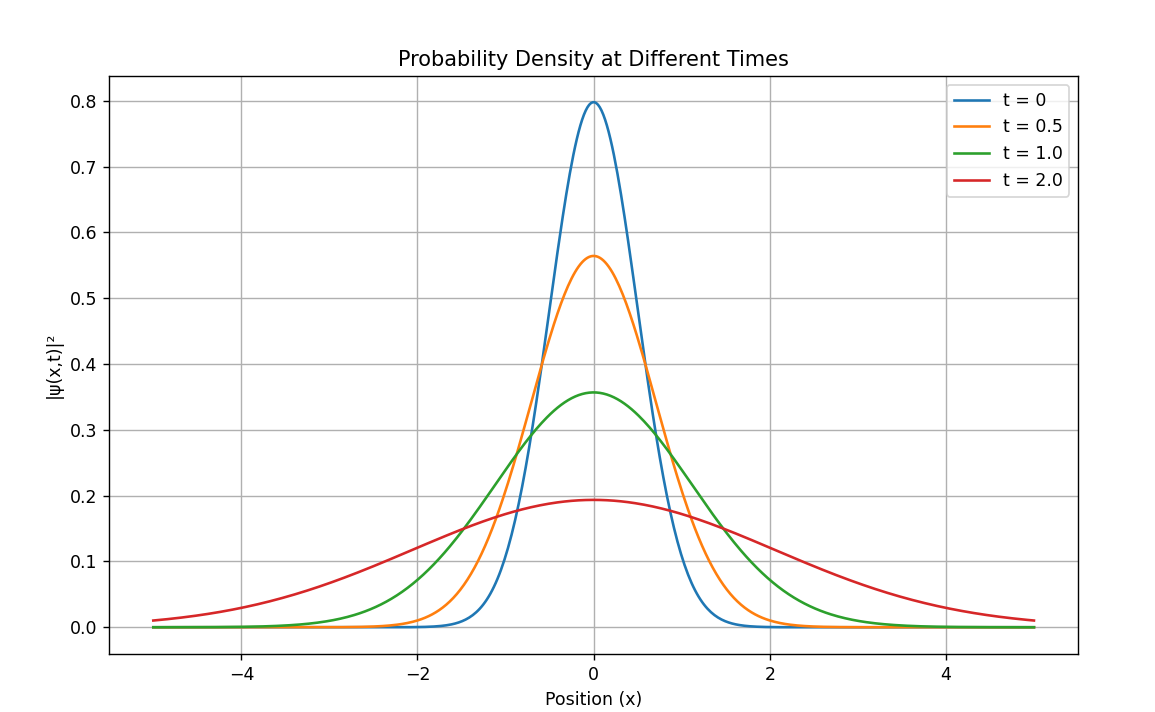 Probability Density at Different Times
t = 0
t = 0.5
t = 1.0
t = 2.0
|ψ(x,t)|²
0.8
0.7
0.6
0.5
0.4
0.3
0.2
0.1
0.0
−4 −2 0 2 4
Position (x)